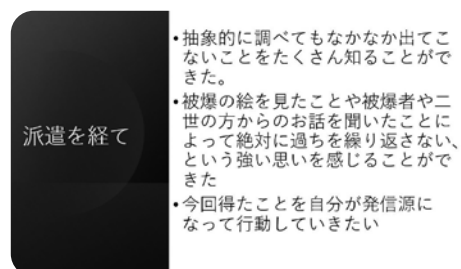 派遣を経て
•抽象的に調べてもなかなか出てこ
ないことをたくさん知ることがで
きた。
•被爆の絵を見たことや被爆者や二
世の方からのお話を聞いたことに
よって絶対に過ちを繰り返さない、
という強い思いを感じることがで
きた
•今回得たことを自分が発信源に
なって行動していきたい